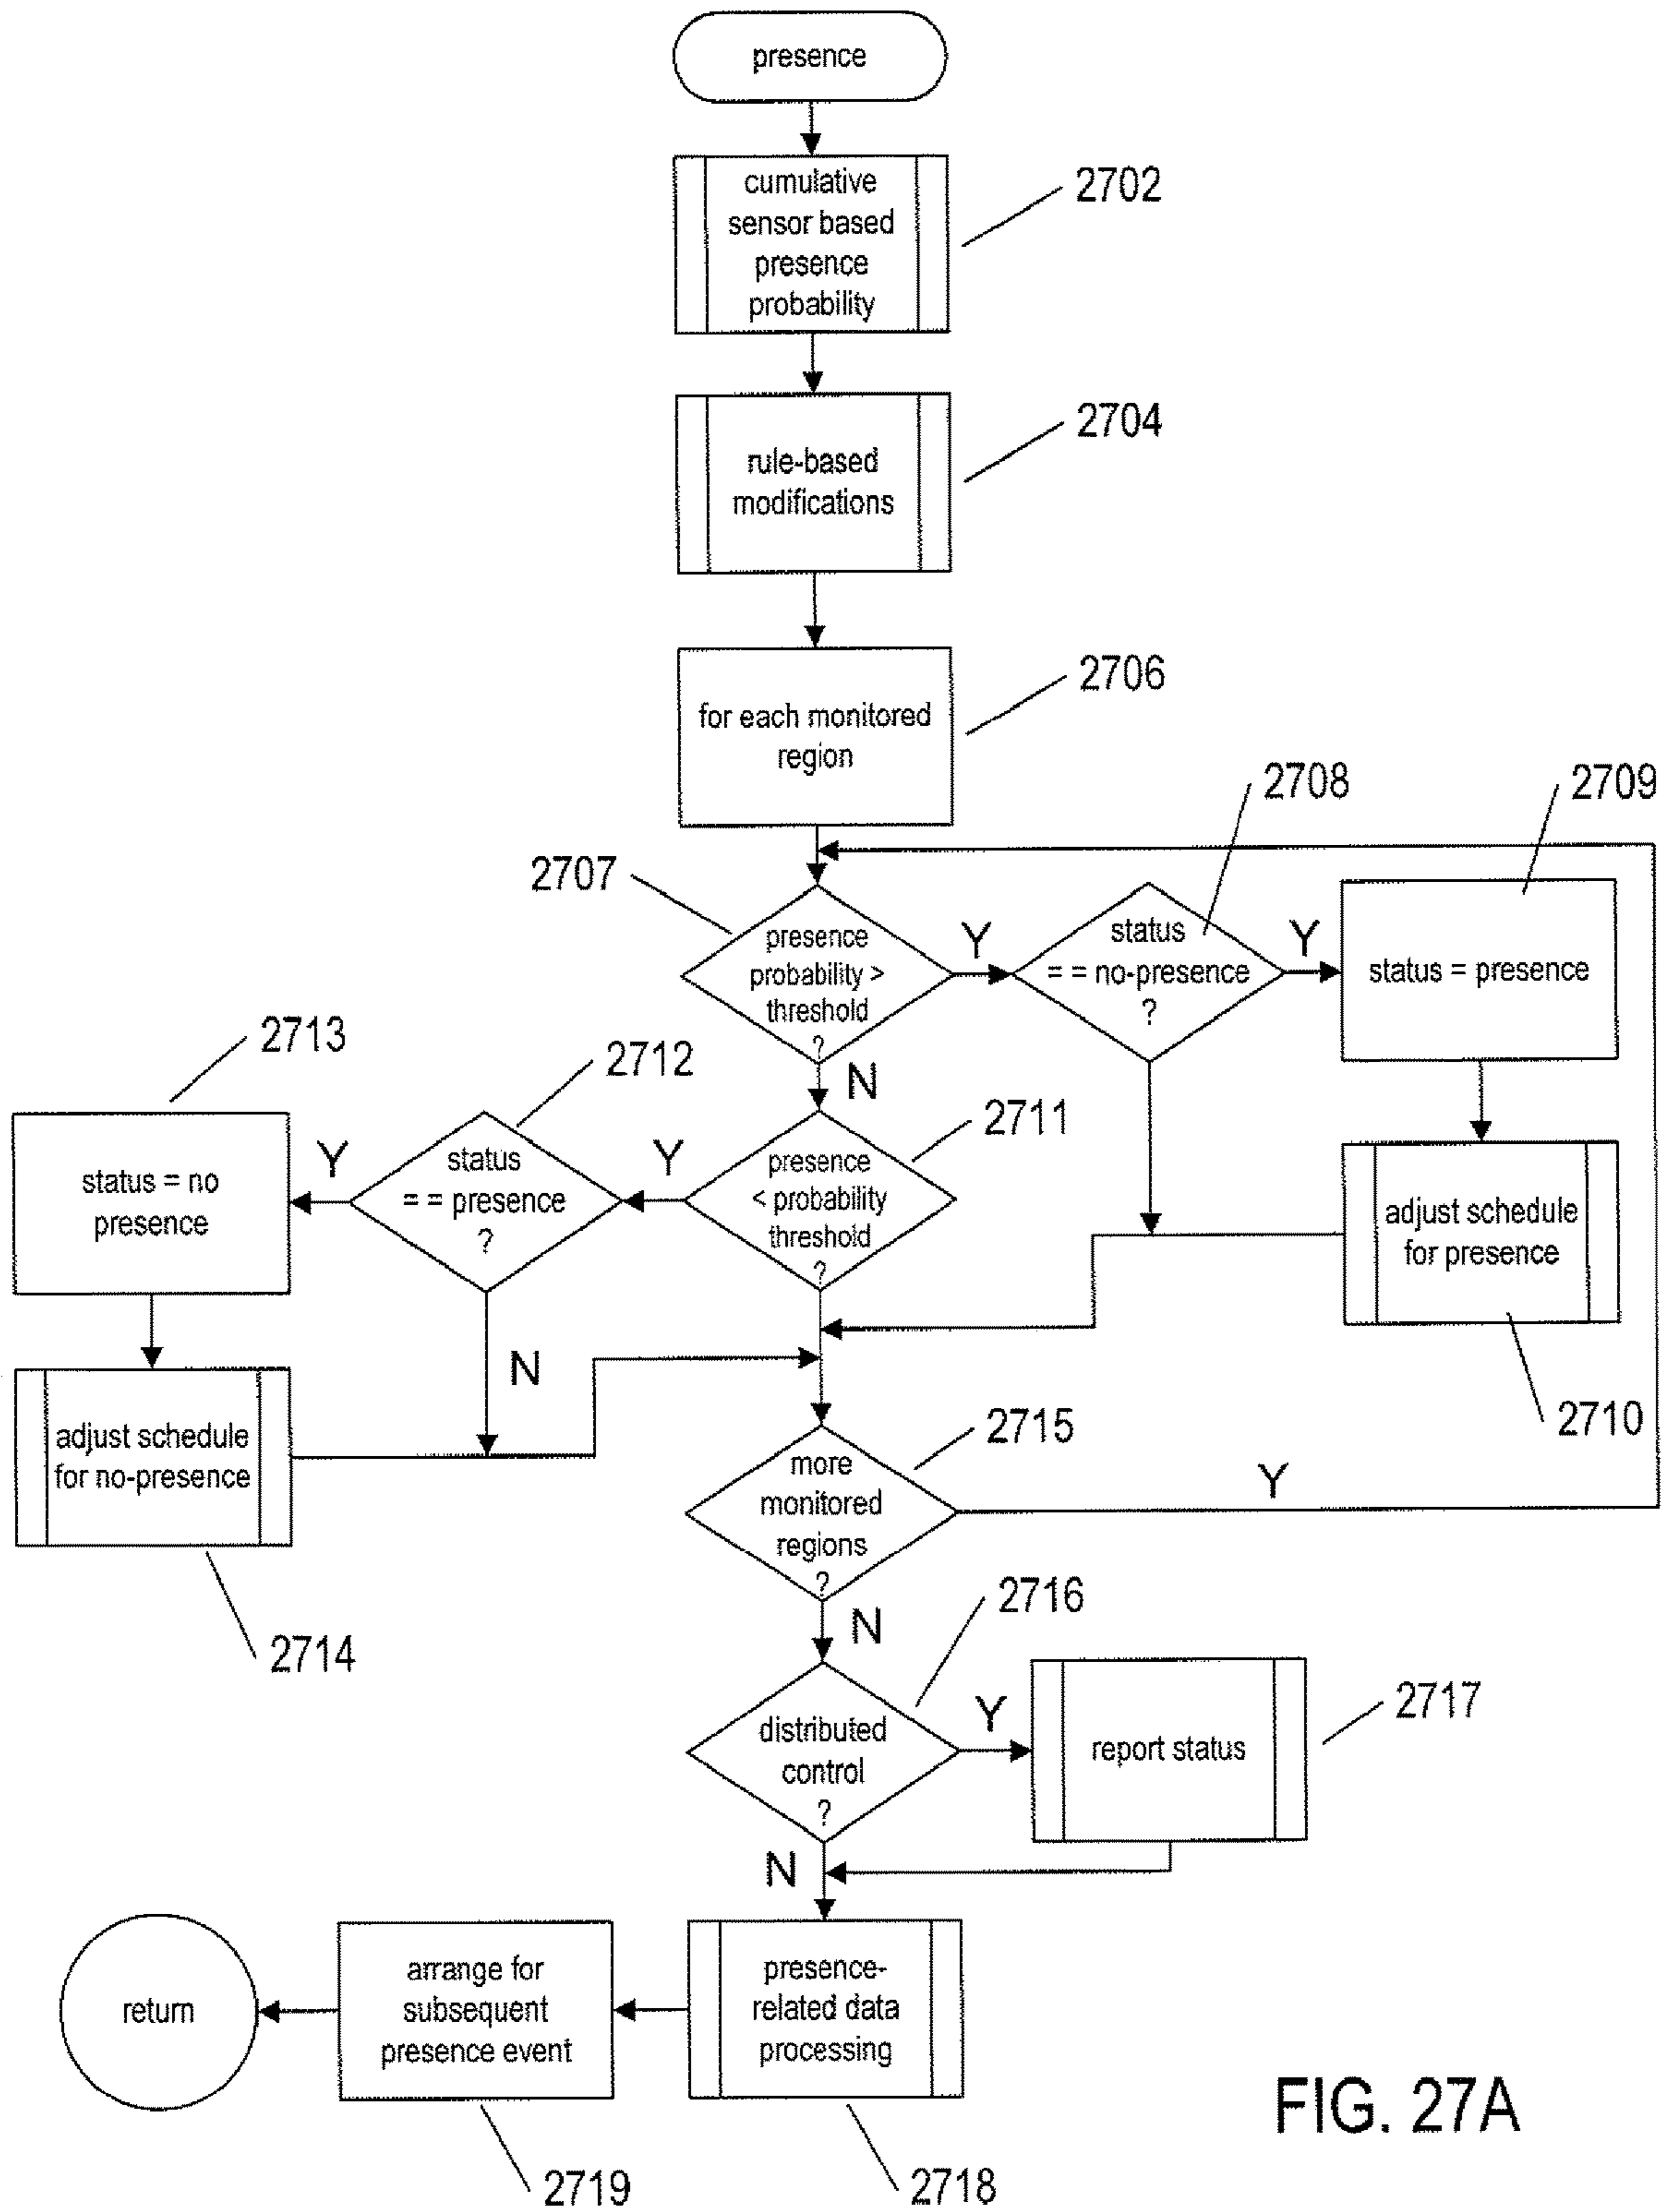 presence
cumulative
sensor based
presence
probability
2702
rule-based
modifications
2704
for each monitored
region
2706
2707
presence
probability >
threshold
?
Y
N
2708
status
= = no-presence
?
Y
2709
status = presence
adjust schedule
for presence
2710
2711
presence
< probability
threshold
?
Y
2712
status
= = presence
?
Y
N
2713
status = no
presence
adjust schedule
for no-presence
2714
2715
more
monitored
regions
?
Y
N
2716
distributed
control
?
Y
N
2717
report status
presence-
related data
processing
2718
arrange for
subsequent
presence event
2719
return
FIG. 27A